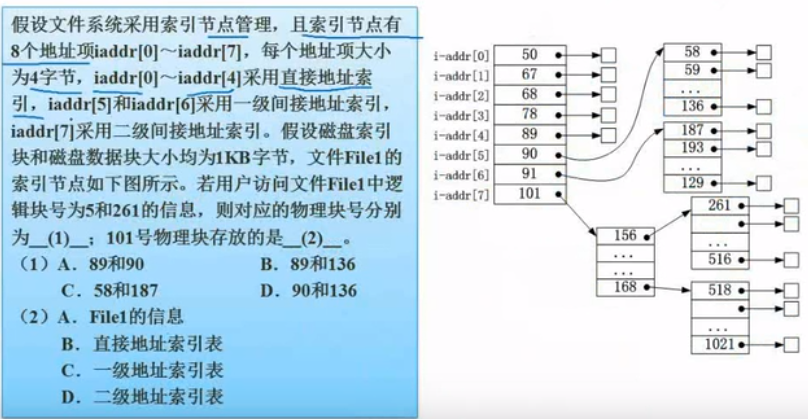 假设文件系统采用索引节点管理，且索引节点有
8个地址项iaddr[0]～iaddr[7]，每个地址项大小
为4字节，iaddr[0]～iaddr[4]采用直接地址索
引，iaddr[5]和iaddr[6]采用一级间接地址索引，
iaddr[7]采用二级间接地址索引。假设磁盘索引
块和磁盘数据块大小均为1KB字节，文件File1的
索引节点如下图所示。若用户访问文件File1中逻
辑块号为5和261的信息，则对应的物理块号分别
为__(1)__；101号物理块存放的是__(2)__。
（1）A．89和90 B．89和136
C．58和187 D．90和136
（2）A．File1的信息
B．直接地址索引表
C．一级地址索引表
D．二级地址索引表
i-addr[0] 50
i-addr[1] 67
i-addr[2] 68
i-addr[3] 78
i-addr[4] 89
i-addr[5] 90
i-addr[6] 91
i-addr[7] 101
58
59
...
136
187
193
...
129
156
...
...
168
261
...
516
518
...
1021